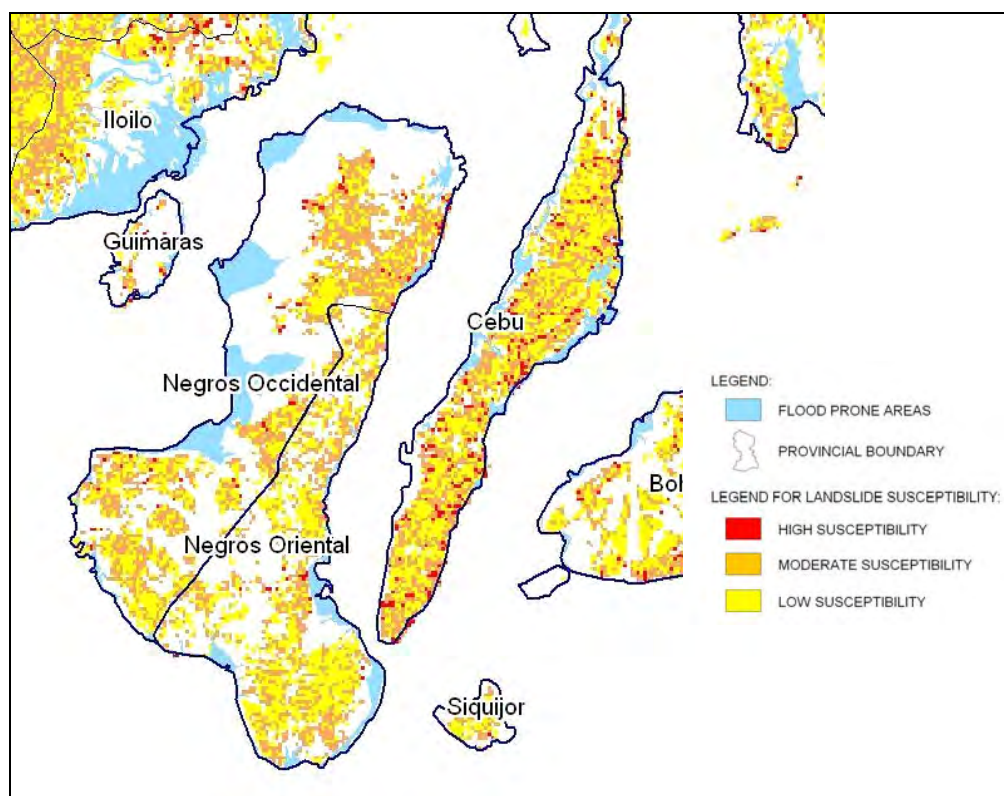 Iloilo
Guimaras
Cebu
Negros Occidental
Negros Oriental
Boh
Siquijor
LEGEND:
FLOOD PRONE AREAS
PROVINCIAL BOUNDARY
LEGEND FOR LANDSLIDE SUSCEPTIBILITY:
HIGH SUSCEPTIBILITY
MODERATE SUSCEPTIBILITY
LOW SUSCEPTIBILITY